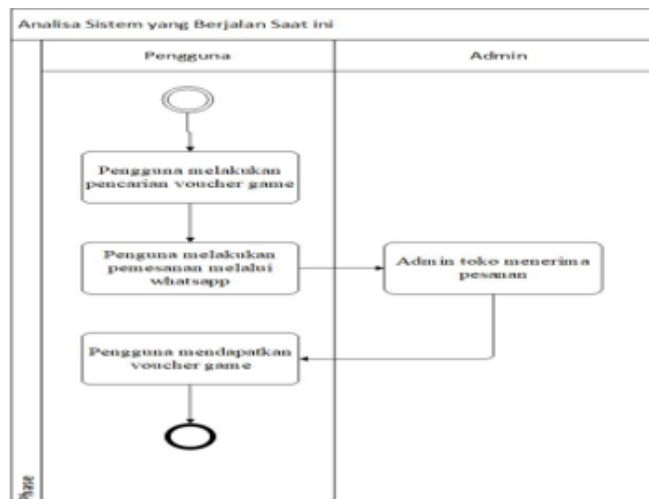 Analisa Sistem yang Berjalan Saat ini
Pengguna
Admin
Pengguna melakukan
pencarian voucher game
Penguna melakukan
pemesanan melalui
whatsapp
Admin toko menerima
pesanan
Pengguna mendapatkan
voucher game
Phase